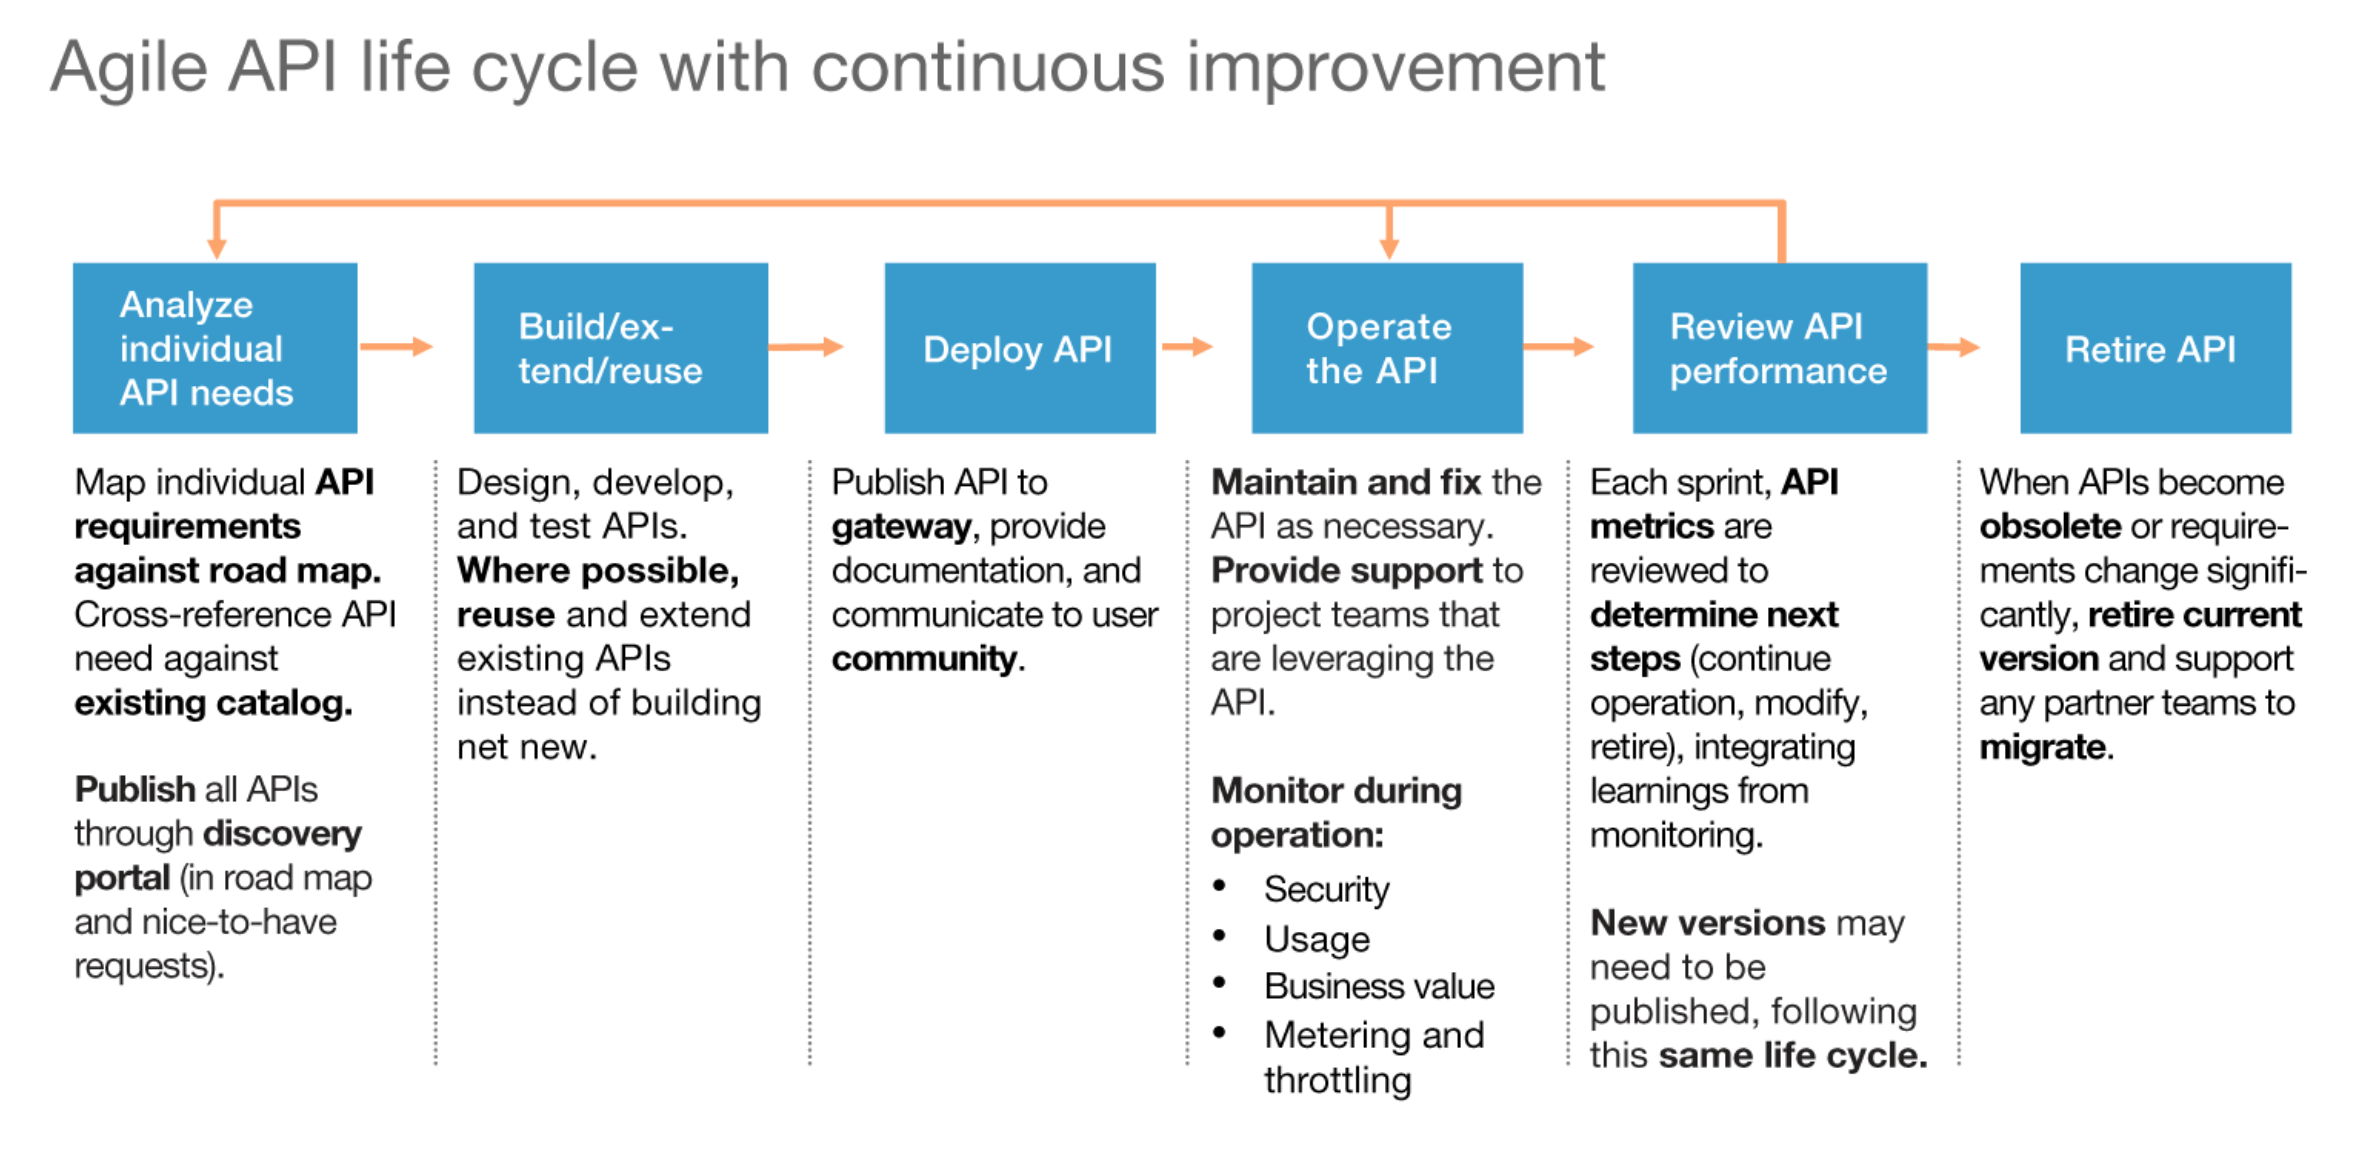 Agile API life cycle with continuous improvement
Analyze
individual
API needs
Build/ex-
tend/reuse
Deploy API
Operate
the API
Review API
performance
Retire API
Map individual API
requirements
against road map.
Cross-reference API
need against
existing catalog.
Publish all APIs
through discovery
portal (in road map
and nice-to-have
requests).
Design, develop,
and test APIs.
Where possible,
reuse and extend
existing APIs
instead of building
net new.
Publish API to
gateway, provide
documentation, and
communicate to user
community.
Maintain and fix the
API as necessary.
Provide support to
project teams that
are leveraging the
API.
Monitor during
operation:
• Security
• Usage
• Business value
• Metering and
throttling
Each sprint, API
metrics are
reviewed to
determine next
steps (continue
operation, modify,
retire), integrating
learnings from
monitoring.
New versions may
need to be
published, following
this same life cycle.
When APIs become
obsolete or require-
ments change signifi-
cantly, retire current
version and support
any partner teams to
migrate.